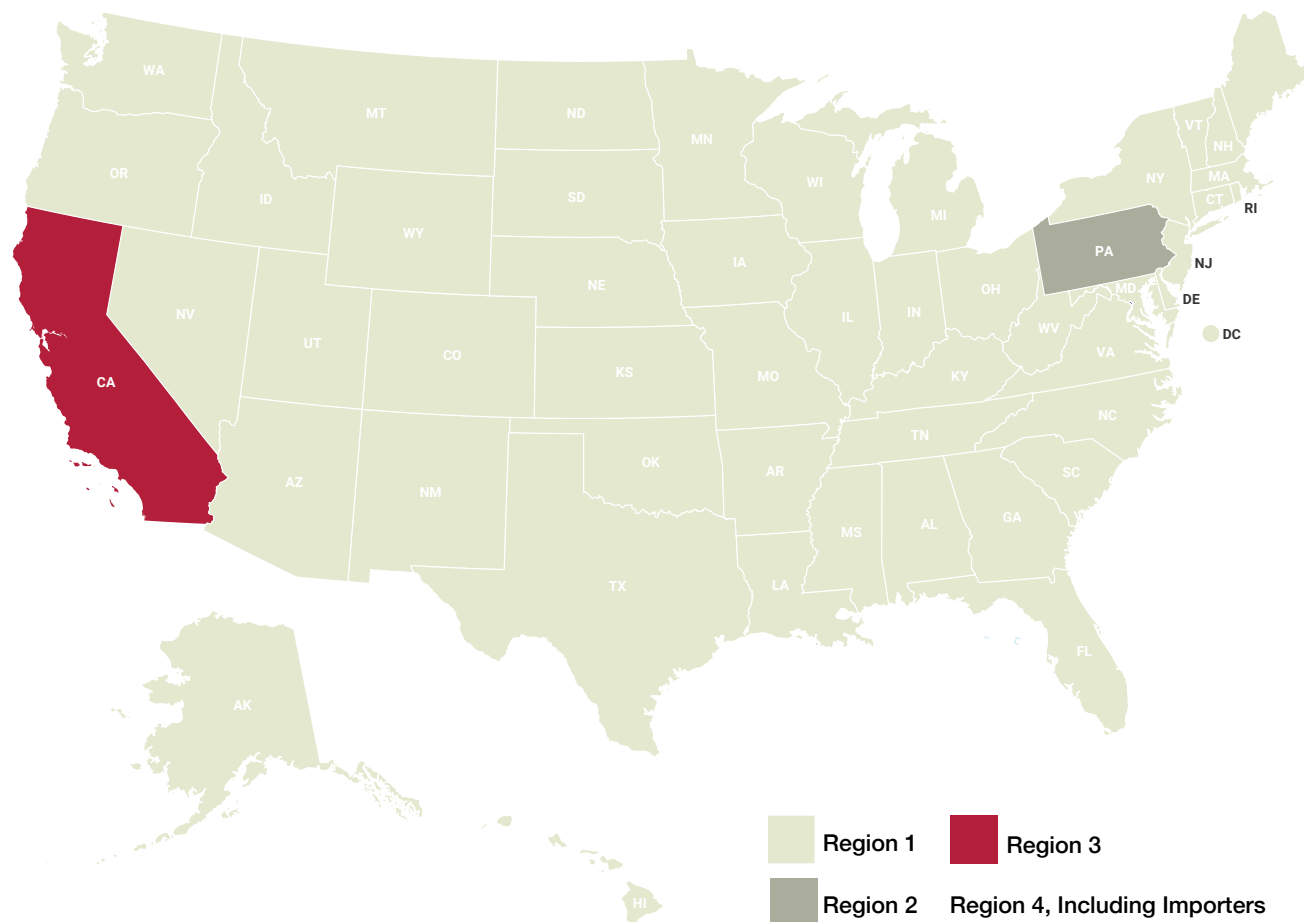 WA
MT
ND
MN
VT
NH
OR
ID
SD
WI
MI
NY
MA
CT
RI
WY
IA
PA
NJ
NE
OH
MD
DE
NV
UT
CO
IL
IN
WV
DC
VA
CA
KS
MO
KY
NC
TN
AZ
NM
OK
AR
SC
MS
AL
GA
TX
LA
FL
AK
HI
Region 1
Region 3
Region 2
Region 4, Including Importers